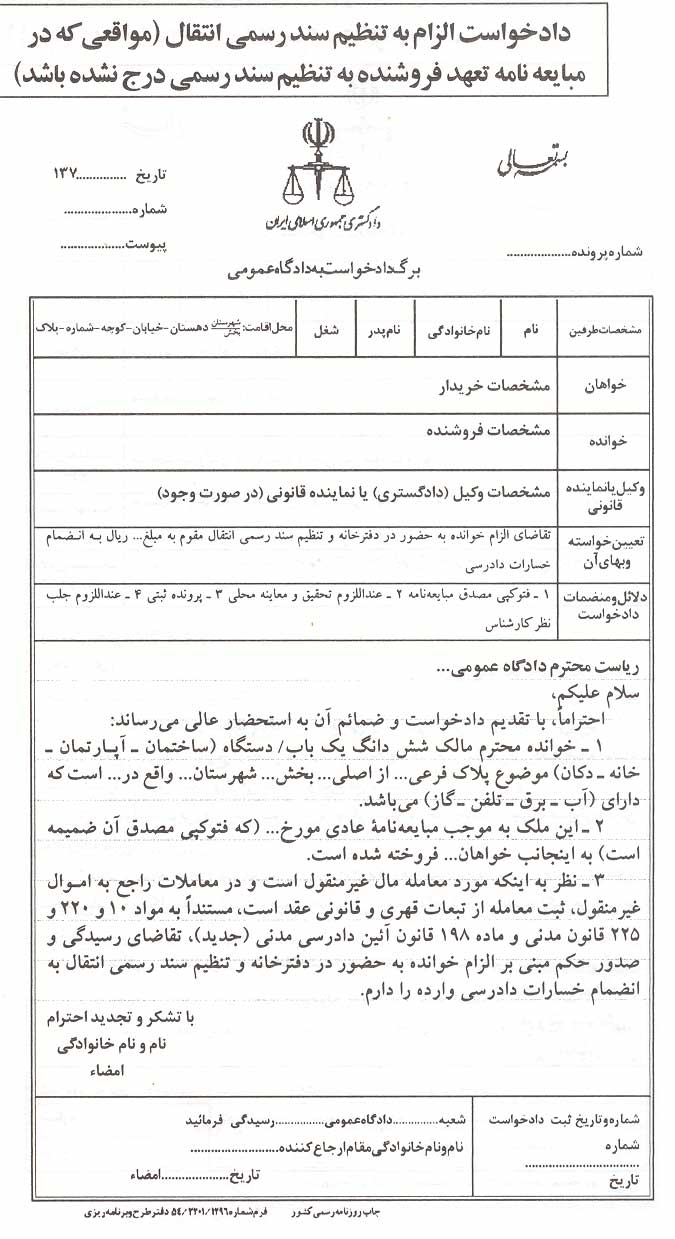 دادخواست الزام به تنظیم سند رسمی انتقال (مواقعی که در
مبایعه نامه تعهد فروشنده به تنظیم سند رسمی درج نشده باشد)
بسمه تعالی
دادگستری جمهوری اسلامی ایران
تاریخ ............... ۱۳۷
شماره....................
پیوست...................
شماره پرونده...................
برگ دادخواست به دادگاه عمومی
مشخصات طرفین نام نام خانوادگی نام پدر شغل محل اقامت: شهرستان بخش دهستان-خیابان-کوچه-شماره-پلاک
خواهان مشخصات خریدار
خوانده مشخصات فروشنده
وکیل یا نماینده قانونی مشخصات وکیل (دادگستری) یا نماینده قانونی (در صورت وجود)
تعیین خواسته وبهای آن تقاضای الزام خوانده به حضور در دفترخانه و تنظیم سند رسمی انتقال مقوم به مبلغ... ریال به انضمام
خسارات دادرسی
دلائل و منضمات دادخواست ۱ ـ فتوکپی مصدق مبایعه‌نامه ۲ ـ عنداللزوم تحقیق و معاینه محلی ۳ ـ پرونده ثبتی ۴ ـ عنداللزوم جلب
نظر کارشناس
ریاست محترم دادگاه عمومی...
سلام علیکم،
احتراماً، با تقدیم دادخواست و ضمائم آن به استحضار عالی می‌رساند:
۱ ـ خوانده محترم مالک شش دانگ یک باب/ دستگاه (ساختمان ـ آپارتمان ـ
خانه ـ دکان) موضوع پلاک فرعی... از اصلی... بخش... شهرستان... واقع در... است که
دارای (آب ـ برق ـ تلفن ـ گاز) می‌باشد.
۲ ـ این ملک به موجب مبایعه‌نامهٔ عادی مورخ... (که فتوکپی مصدق آن ضمیمه
است) به اینجانب خواهان... فروخته شده است.
۳ ـ نظر به اینکه مورد معامله مال غیرمنقول است و در معاملات راجع به اموال
غیرمنقول، ثبت معامله از تبعات قهری و قانونی عقد است، مستنداً به مواد ۱۰ و ۲۲۰ و
۲۲۵ قانون مدنی و ماده ۱۹۸ قانون آئین دادرسی مدنی (جدید)، تقاضای رسیدگی و
صدور حکم مبنی بر الزام خوانده به حضور در دفترخانه و تنظیم سند رسمی انتقال به
انضمام خسارات دادرسی وارده را دارم.
با تشکر و تجدید احترام
نام و نام خانوادگی
امضاء
شماره و تاریخ ثبت دادخواست
شماره
..................................
تاریخ
شعبه..............دادگاه عمومی...............رسیدگی فرمائید
نام و نام خانوادگی مقام ارجاع کننده..........................
تاریخ....................امضاء
چاپ روزنامه رسمی کشور فرم شماره ۵۴/۲۲۰۱/۱۲۹۶ دفتر طرح و برنامه ریزی